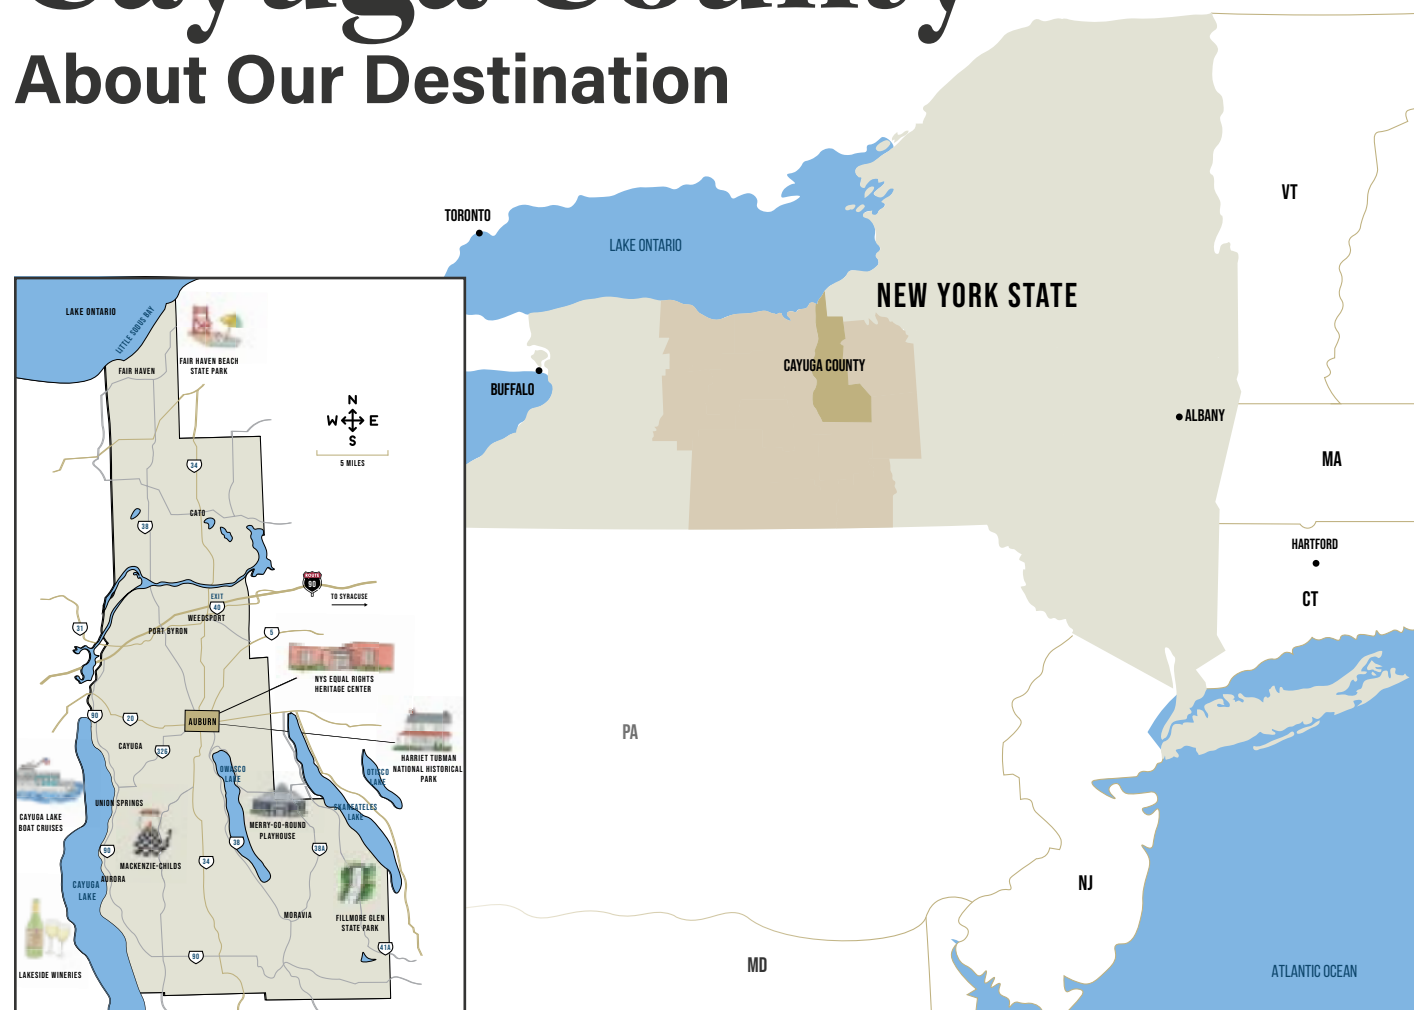 Cayuga County
About Our Destination
TORONTO
LAKE ONTARIO
NEW YORK STATE
VT
CAYUGA COUNTY
BUFFALO
ALBANY
MA
HARTFORD
CT
PA
NJ
MD
ATLANTIC OCEAN
LAKE ONTARIO
LITTLE SODUS BAY
FAIR HAVEN
FAIR HAVEN BEACH
STATE PARK
N
W E
S
5 MILES
34
CATO
38
ROUTE
90
TO SYRACUSE
EXIT
40
WEEDSPORT
PORT BYRON
31
5
NYS EQUAL RIGHTS
HERITAGE CENTER
90
20
AUBURN
CAYUGA
326
HARRIET TUBMAN
NATIONAL HISTORICAL
PARK
OWASCO
LAKE
OTISCO
LAKE
UNION SPRINGS
SKANEATELES
LAKE
CAYUGA LAKE
BOAT CRUISES
MERRY-GO-ROUND
PLAYHOUSE
38
38A
90
34
MACKENZIE-CHILDS
AURORA
CAYUGA
LAKE
MORAVIA
FILLMORE GLEN
STATE PARK
41A
90
LAKESIDE WINERIES